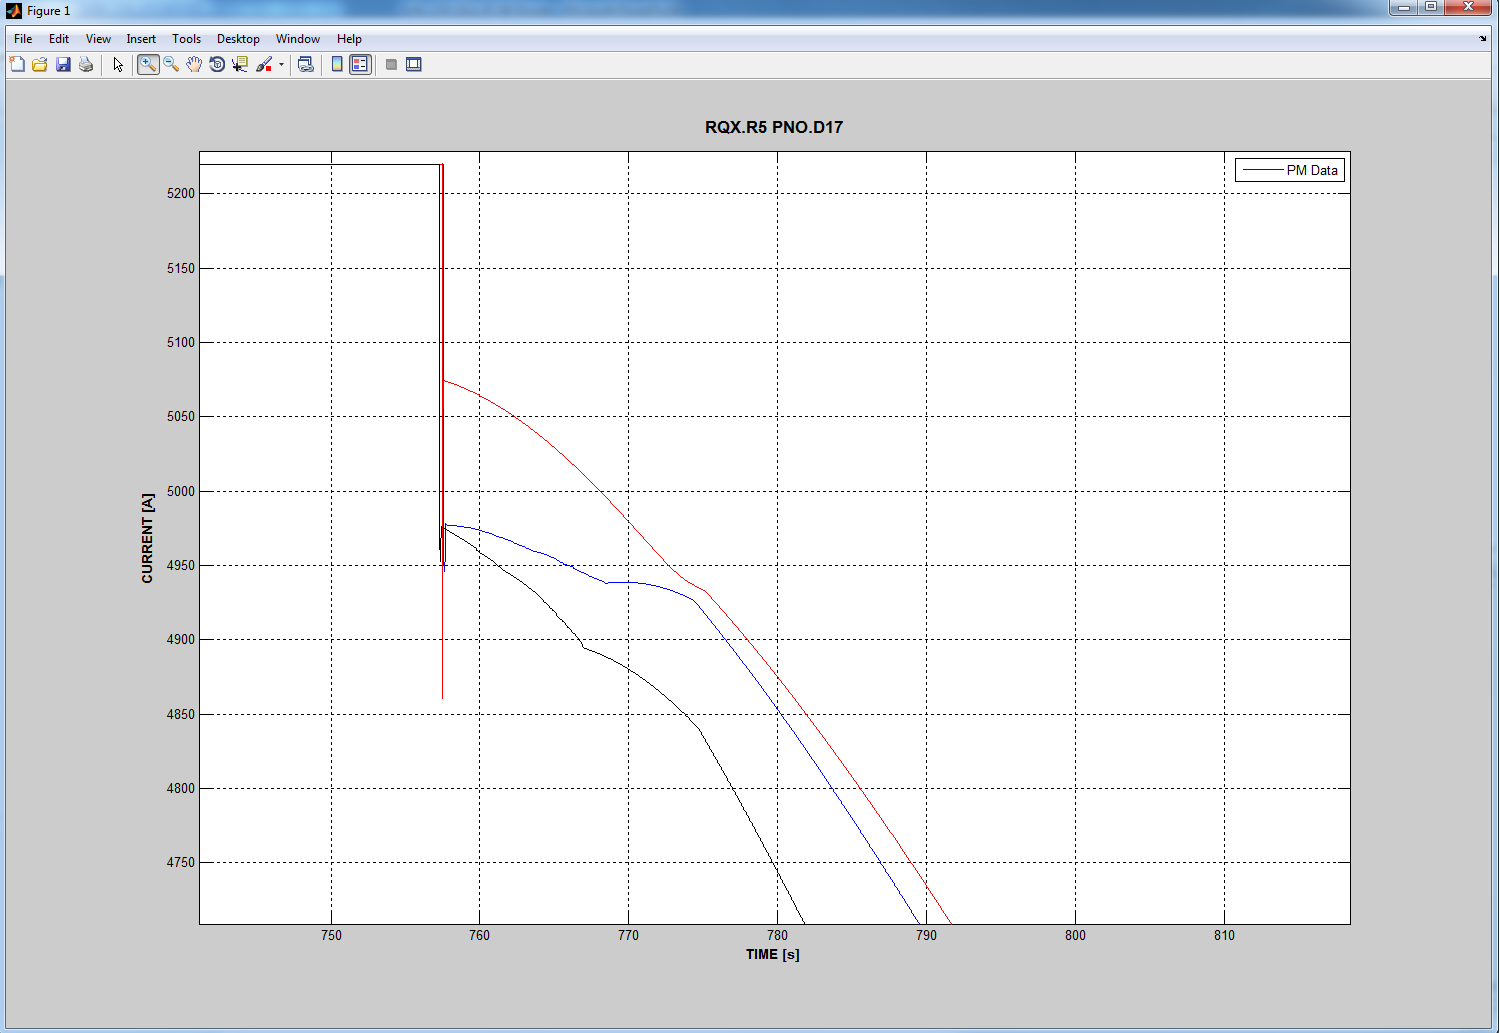 Figure 1
File Edit View Insert Tools Desktop Window Help
RQX.R5 PNO.D17
PM Data
5200
5150
5100
5050
5000
4950
4900
4850
4800
4750
CURRENT [A]
750 760 770 780 790 800 810
TIME [s]